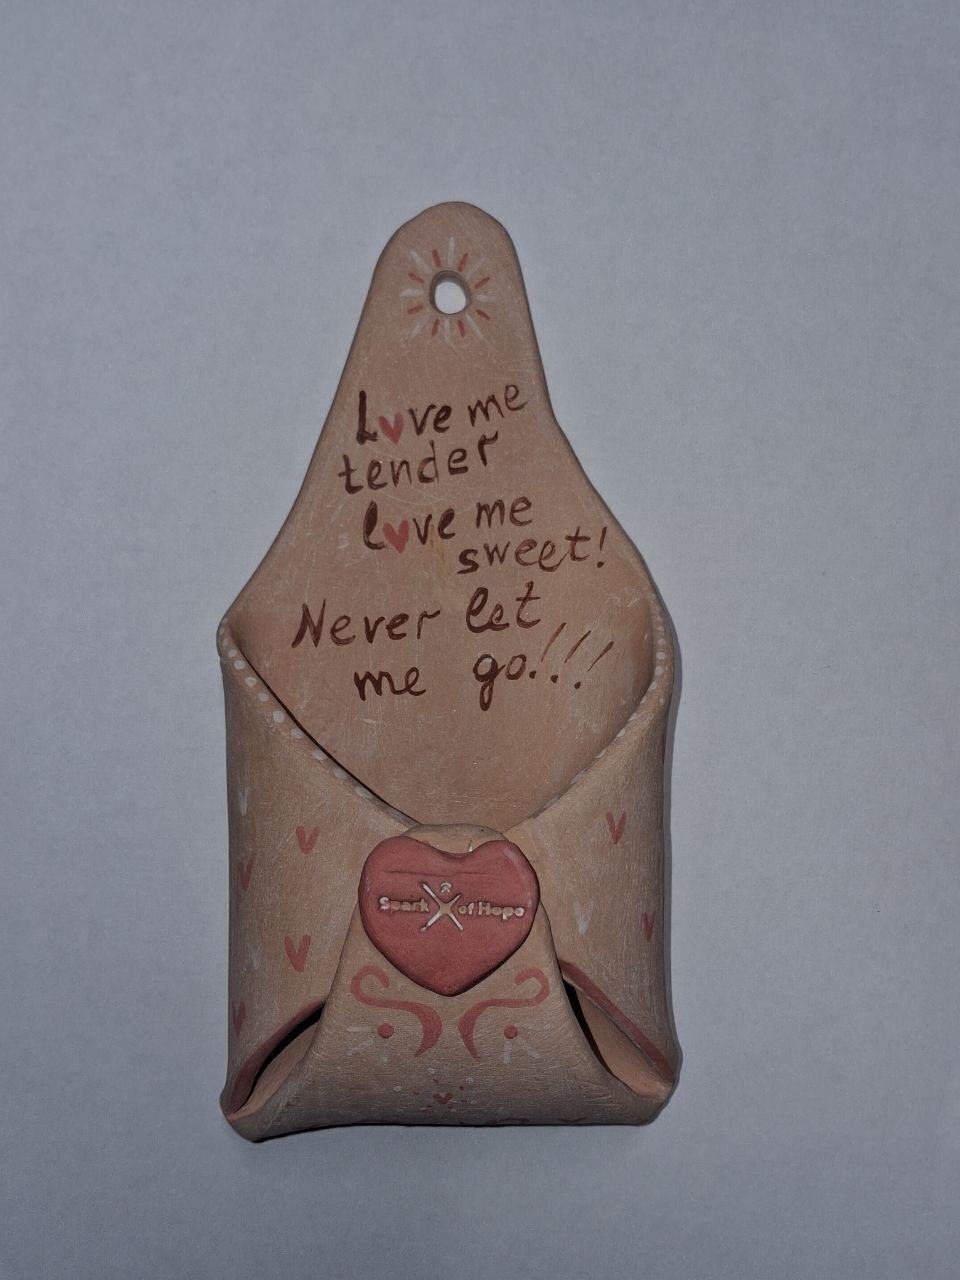 Love me
tender
love me
sweet!
Never let
me go!!!
Spark of Hope